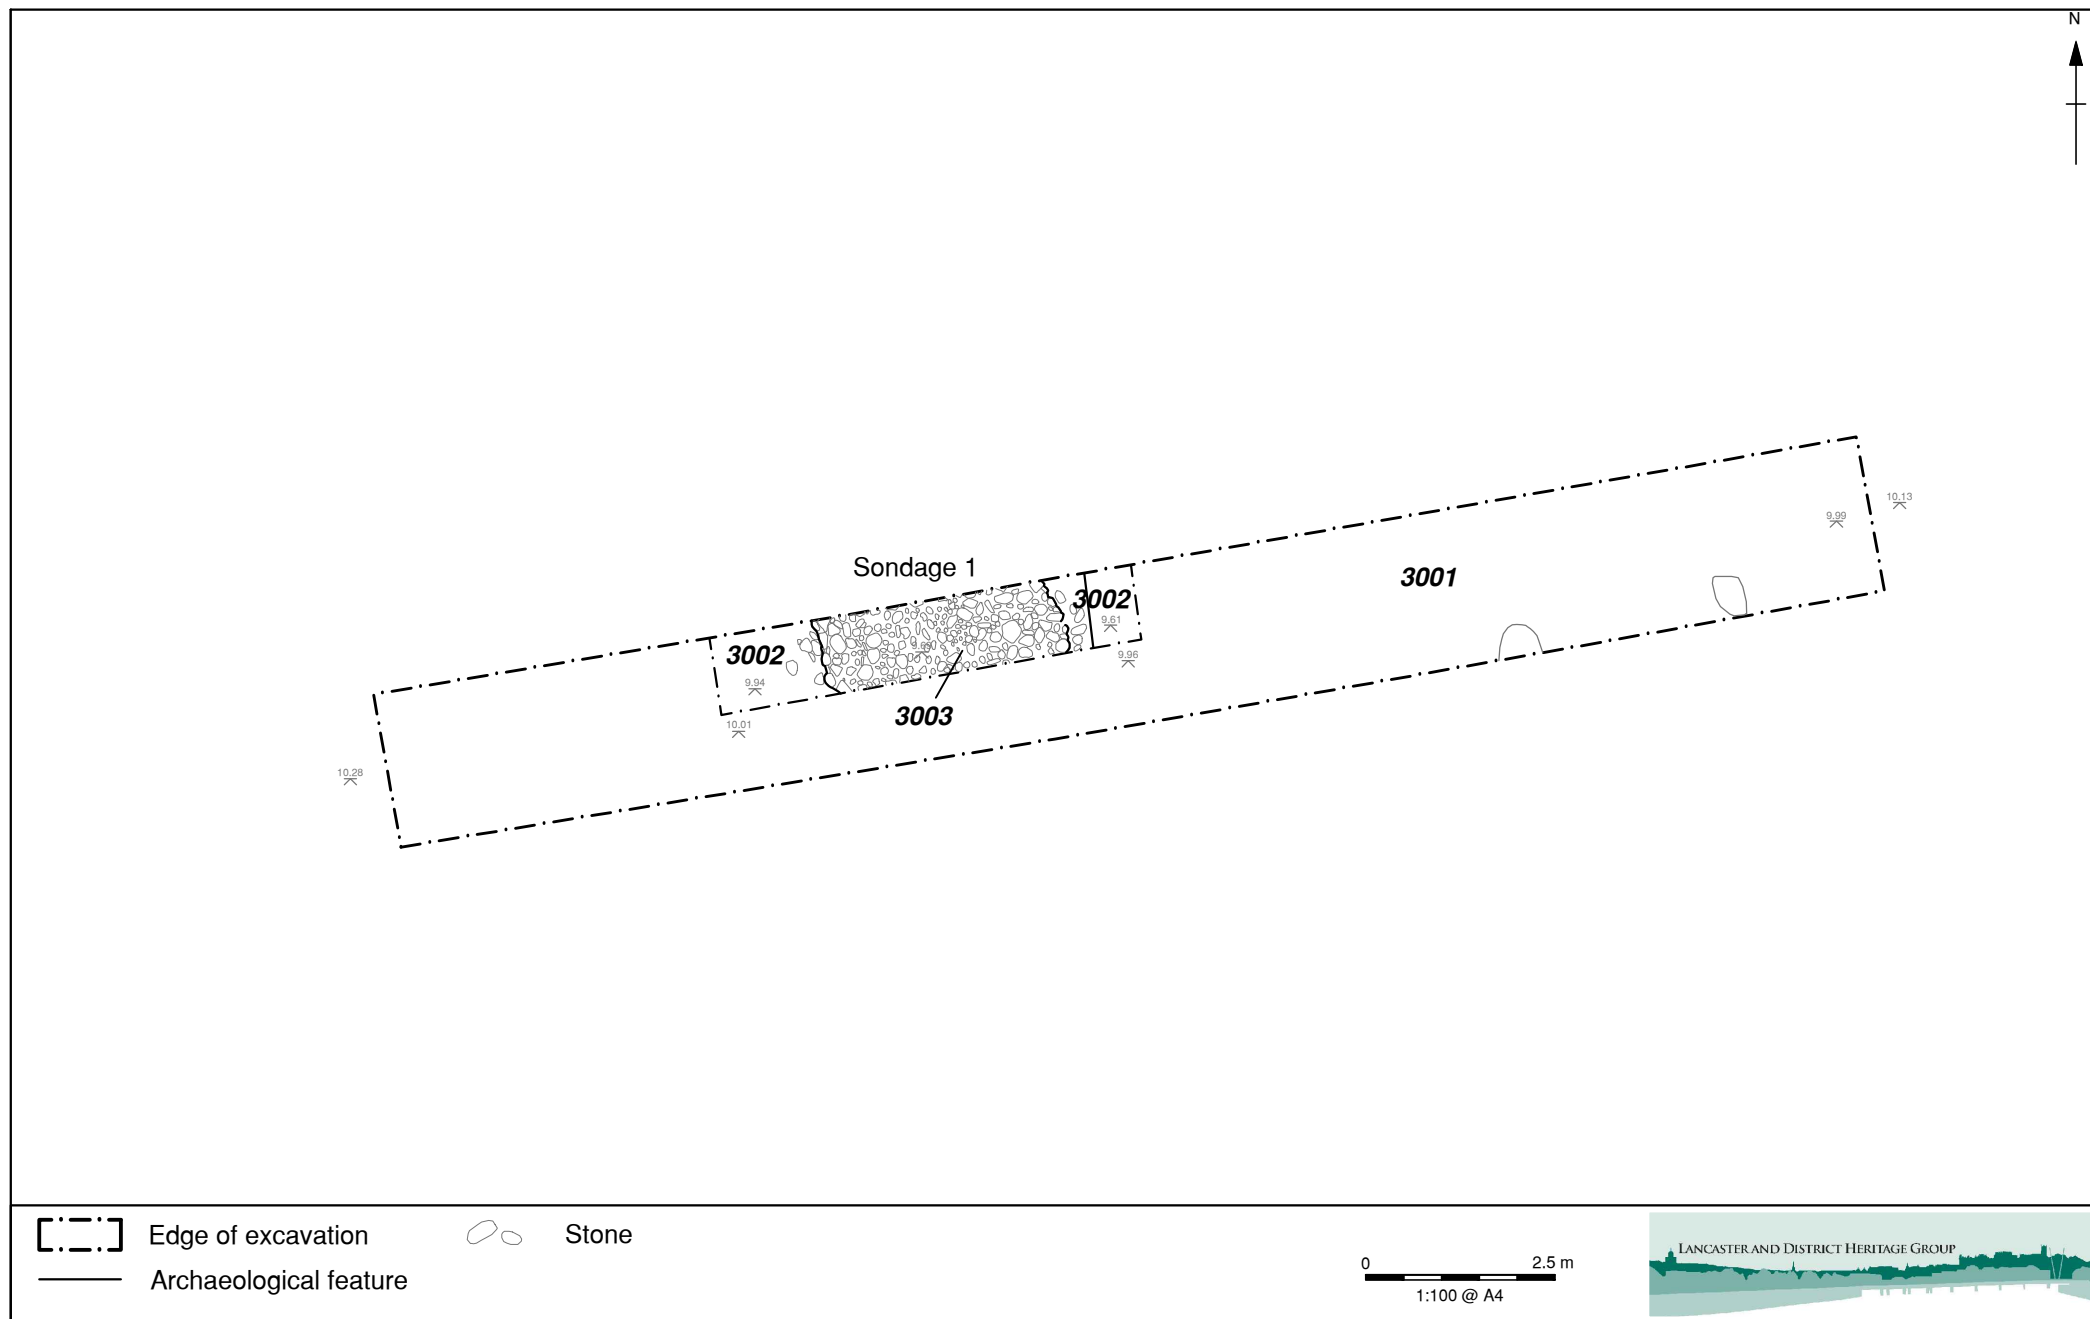 N
10.13
9.99
Sondage 1
3001
3002
9.61
3002
9.94
9.96
3003
10.01
10.28
Edge of excavation
Stone
Archaeological feature
0 2.5 m
1:100 @ A4
LANCASTER AND DISTRICT HERITAGE GROUP